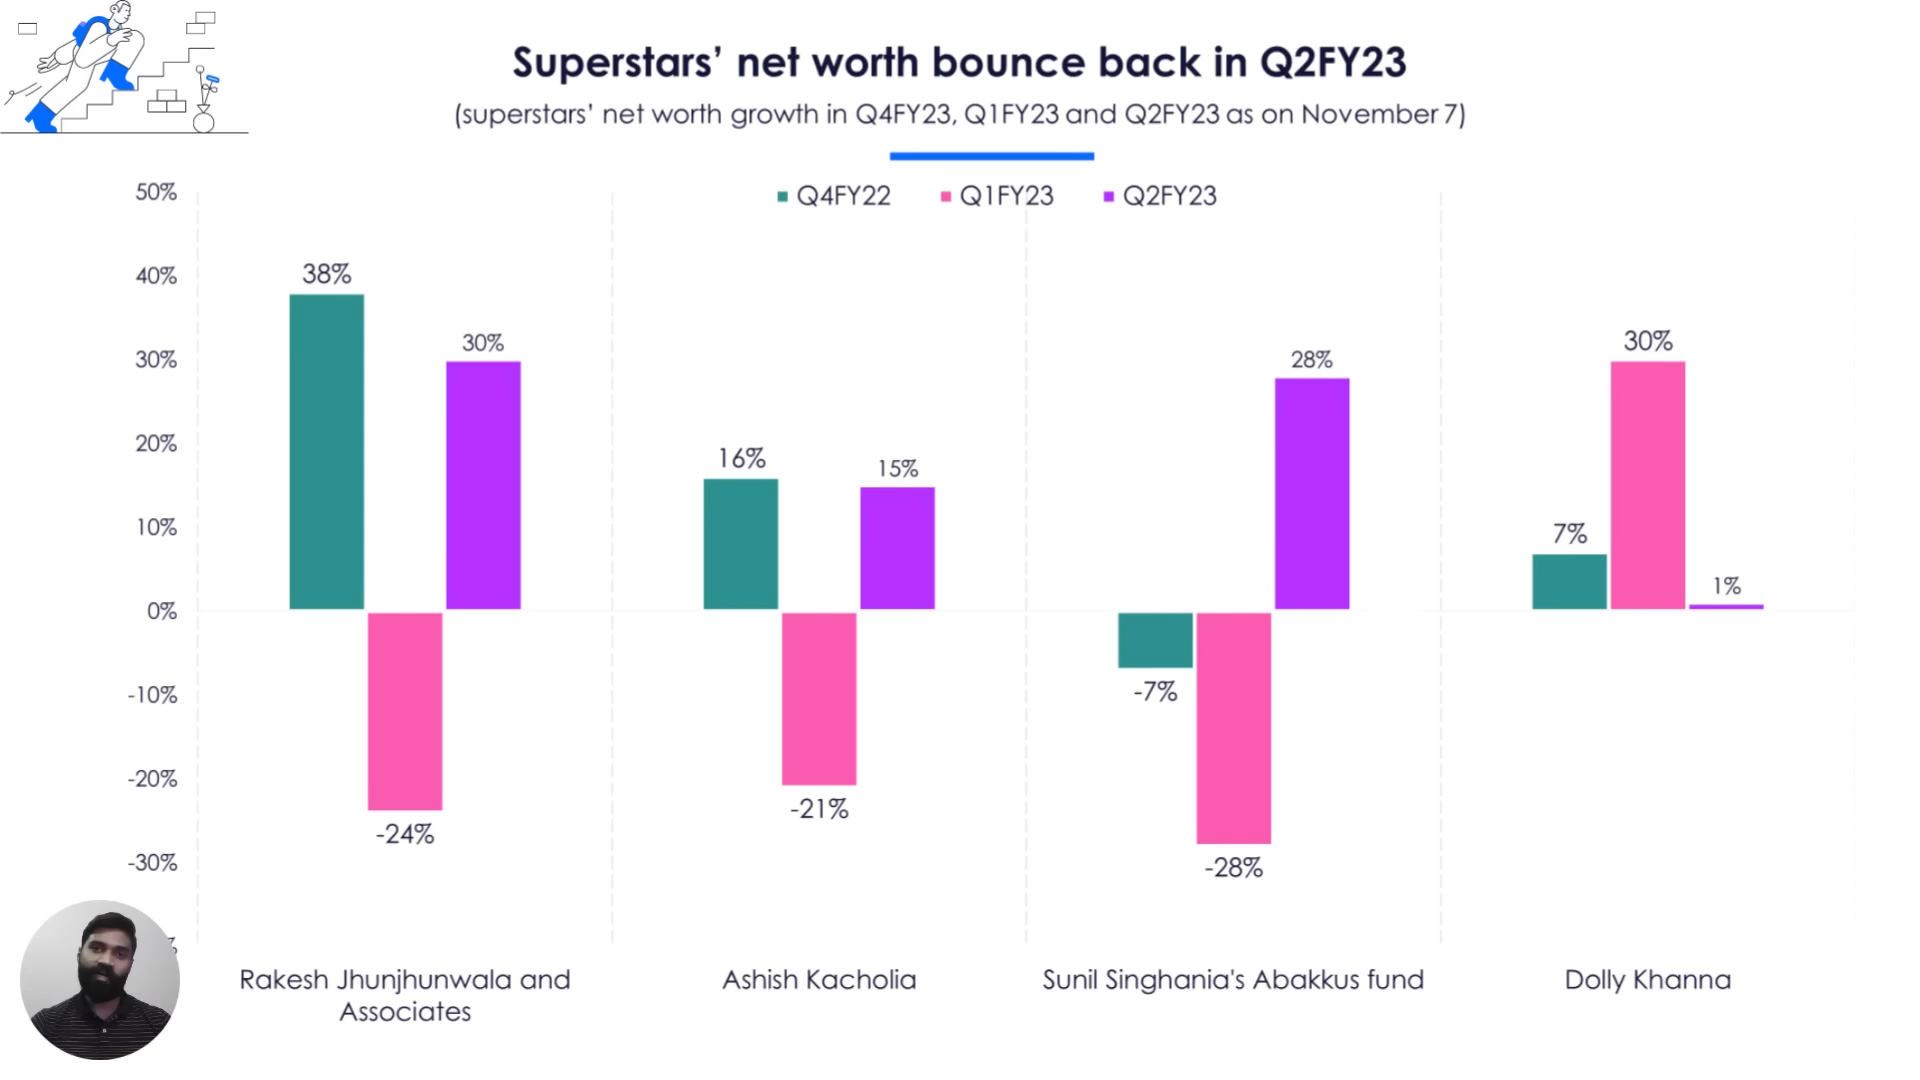 Superstars’ net worth bounce back in Q2FY23
(superstars’ net worth growth in Q4FY23, Q1FY23 and Q2FY23 as on November 7)
Q4FY22 Q1FY23 Q2FY23
50%
40%
30%
20%
10%
0%
-10%
-20%
-30%
38%
-24%
30%
16%
-21%
15%
-7%
-28%
28%
7%
30%
1%
Rakesh Jhunjhunwala and
Associates
Ashish Kacholia
Sunil Singhania's Abakkus fund
Dolly Khanna